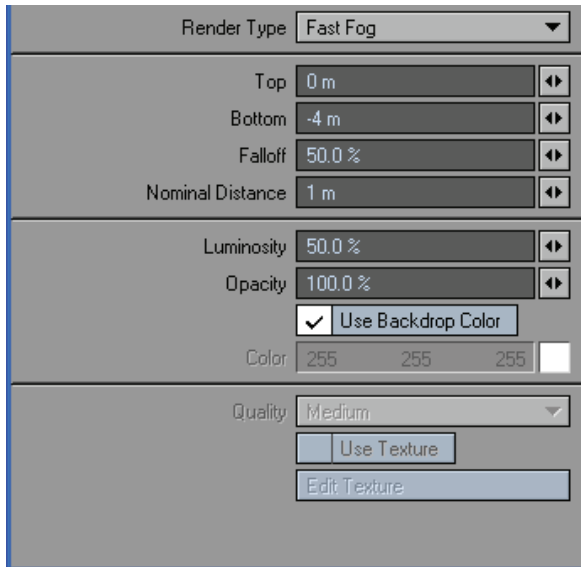 Render Type Fast Fog
Top 0 m
Bottom -4 m
Falloff 50.0 %
Nominal Distance 1 m
Luminosity 50.0 %
Opacity 100.0 %
Use Backdrop Color
Color 255 255 255
Quality Medium
Use Texture
Edit Texture